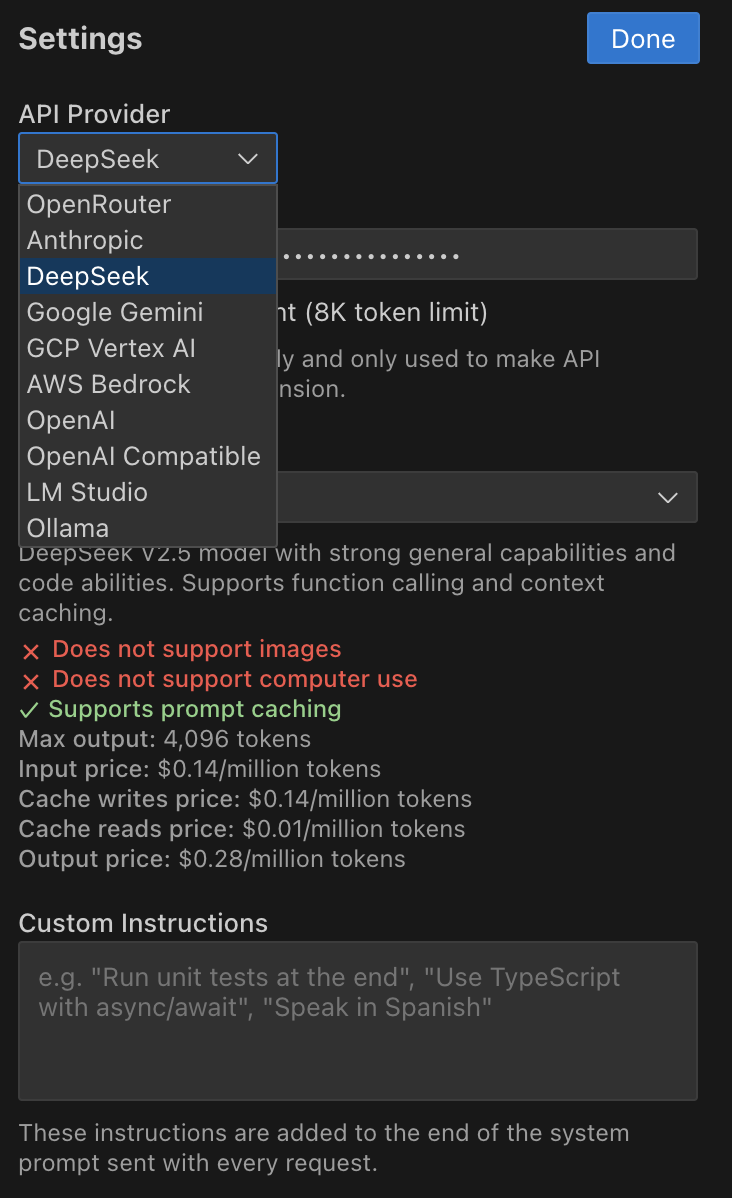 Settings
Done
API Provider
DeepSeek
OpenRouter
Anthropic
DeepSeek
Google Gemini
GCP Vertex AI
AWS Bedrock
OpenAI
OpenAI Compatible
LM Studio
Ollama
(8K token limit)
and only used to make API
DeepSeek V2.5 model with strong general capabilities and
code abilities. Supports function calling and context
caching.
Does not support images
Does not support computer use
Supports prompt caching
Max output: 4,096 tokens
Input price: $0.14/million tokens
Cache writes price: $0.14/million tokens
Cache reads price: $0.01/million tokens
Output price: $0.28/million tokens
Custom Instructions
e.g. "Run unit tests at the end", "Use TypeScript
with async/await", "Speak in Spanish"
These instructions are added to the end of the system
prompt sent with every request.